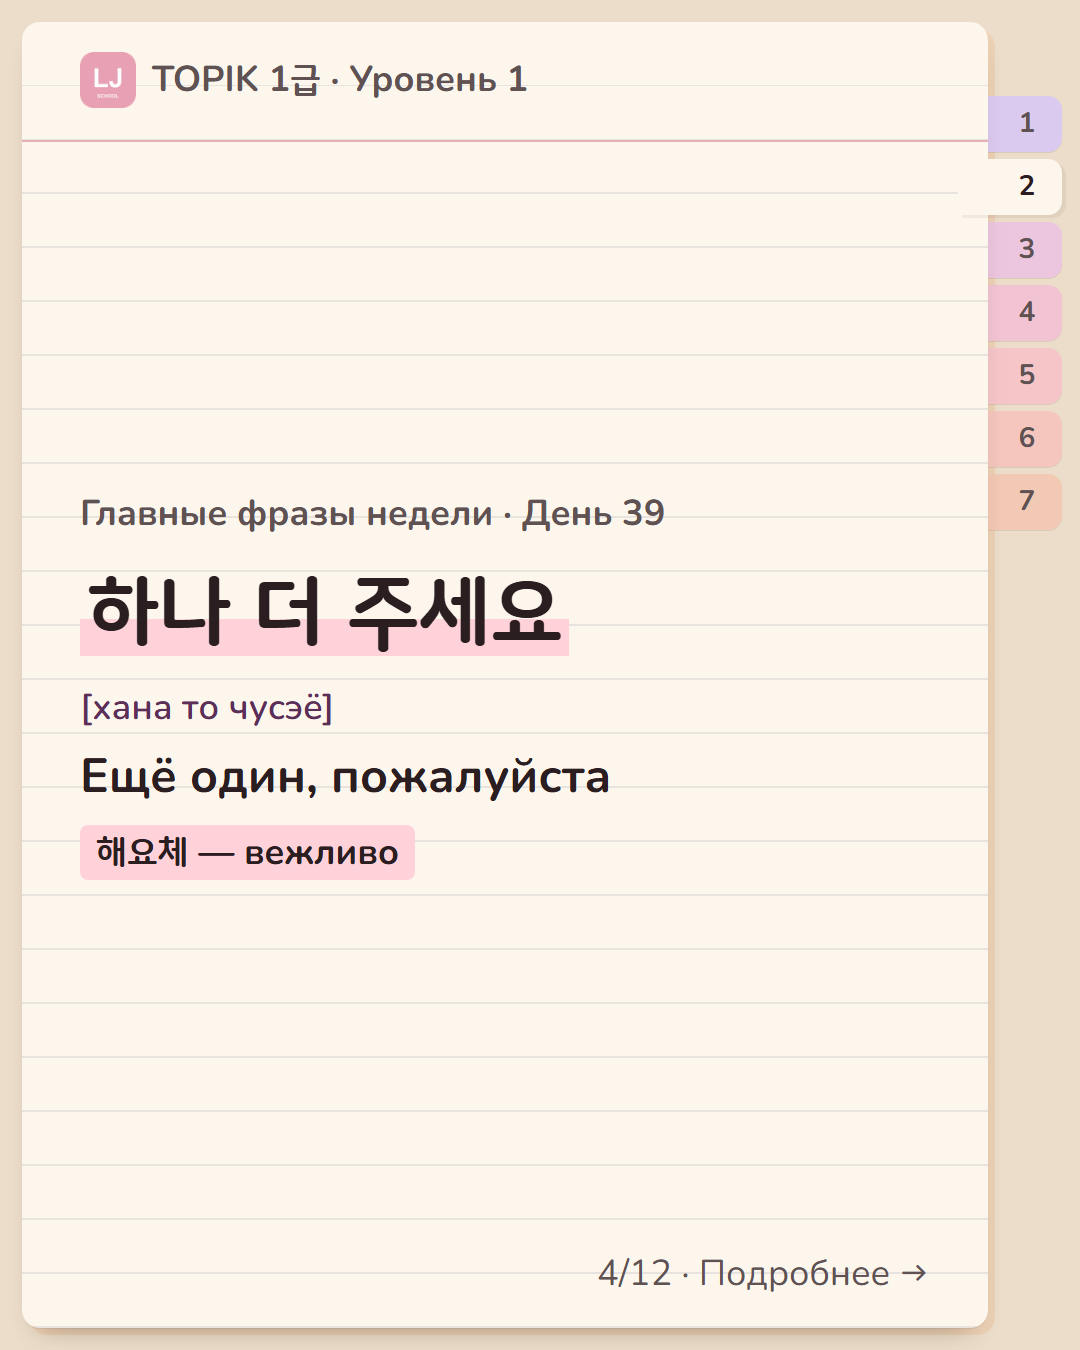 LJ
SCHOOL
TOPIK 1급 · Уровень 1
1
2
3
4
5
6
7
Главные фразы недели · День 39
하나 더 주세요
[хана то чусэё]
Ещё один, пожалуйста
해요체 — вежливо
4/12 · Подробнее →